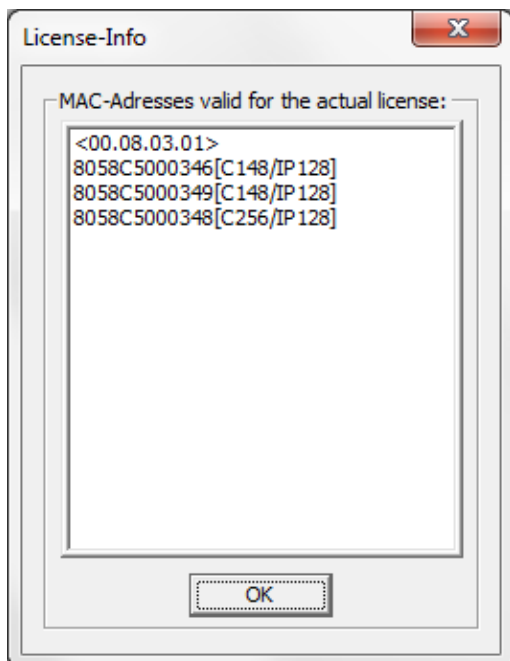 License-Info
MAC-Adresses valid for the actual license:
<00.08.03.01>
8058C5000346[C148/IP128]
8058C5000349[C148/IP128]
8058C5000348[C256/IP128]
OK